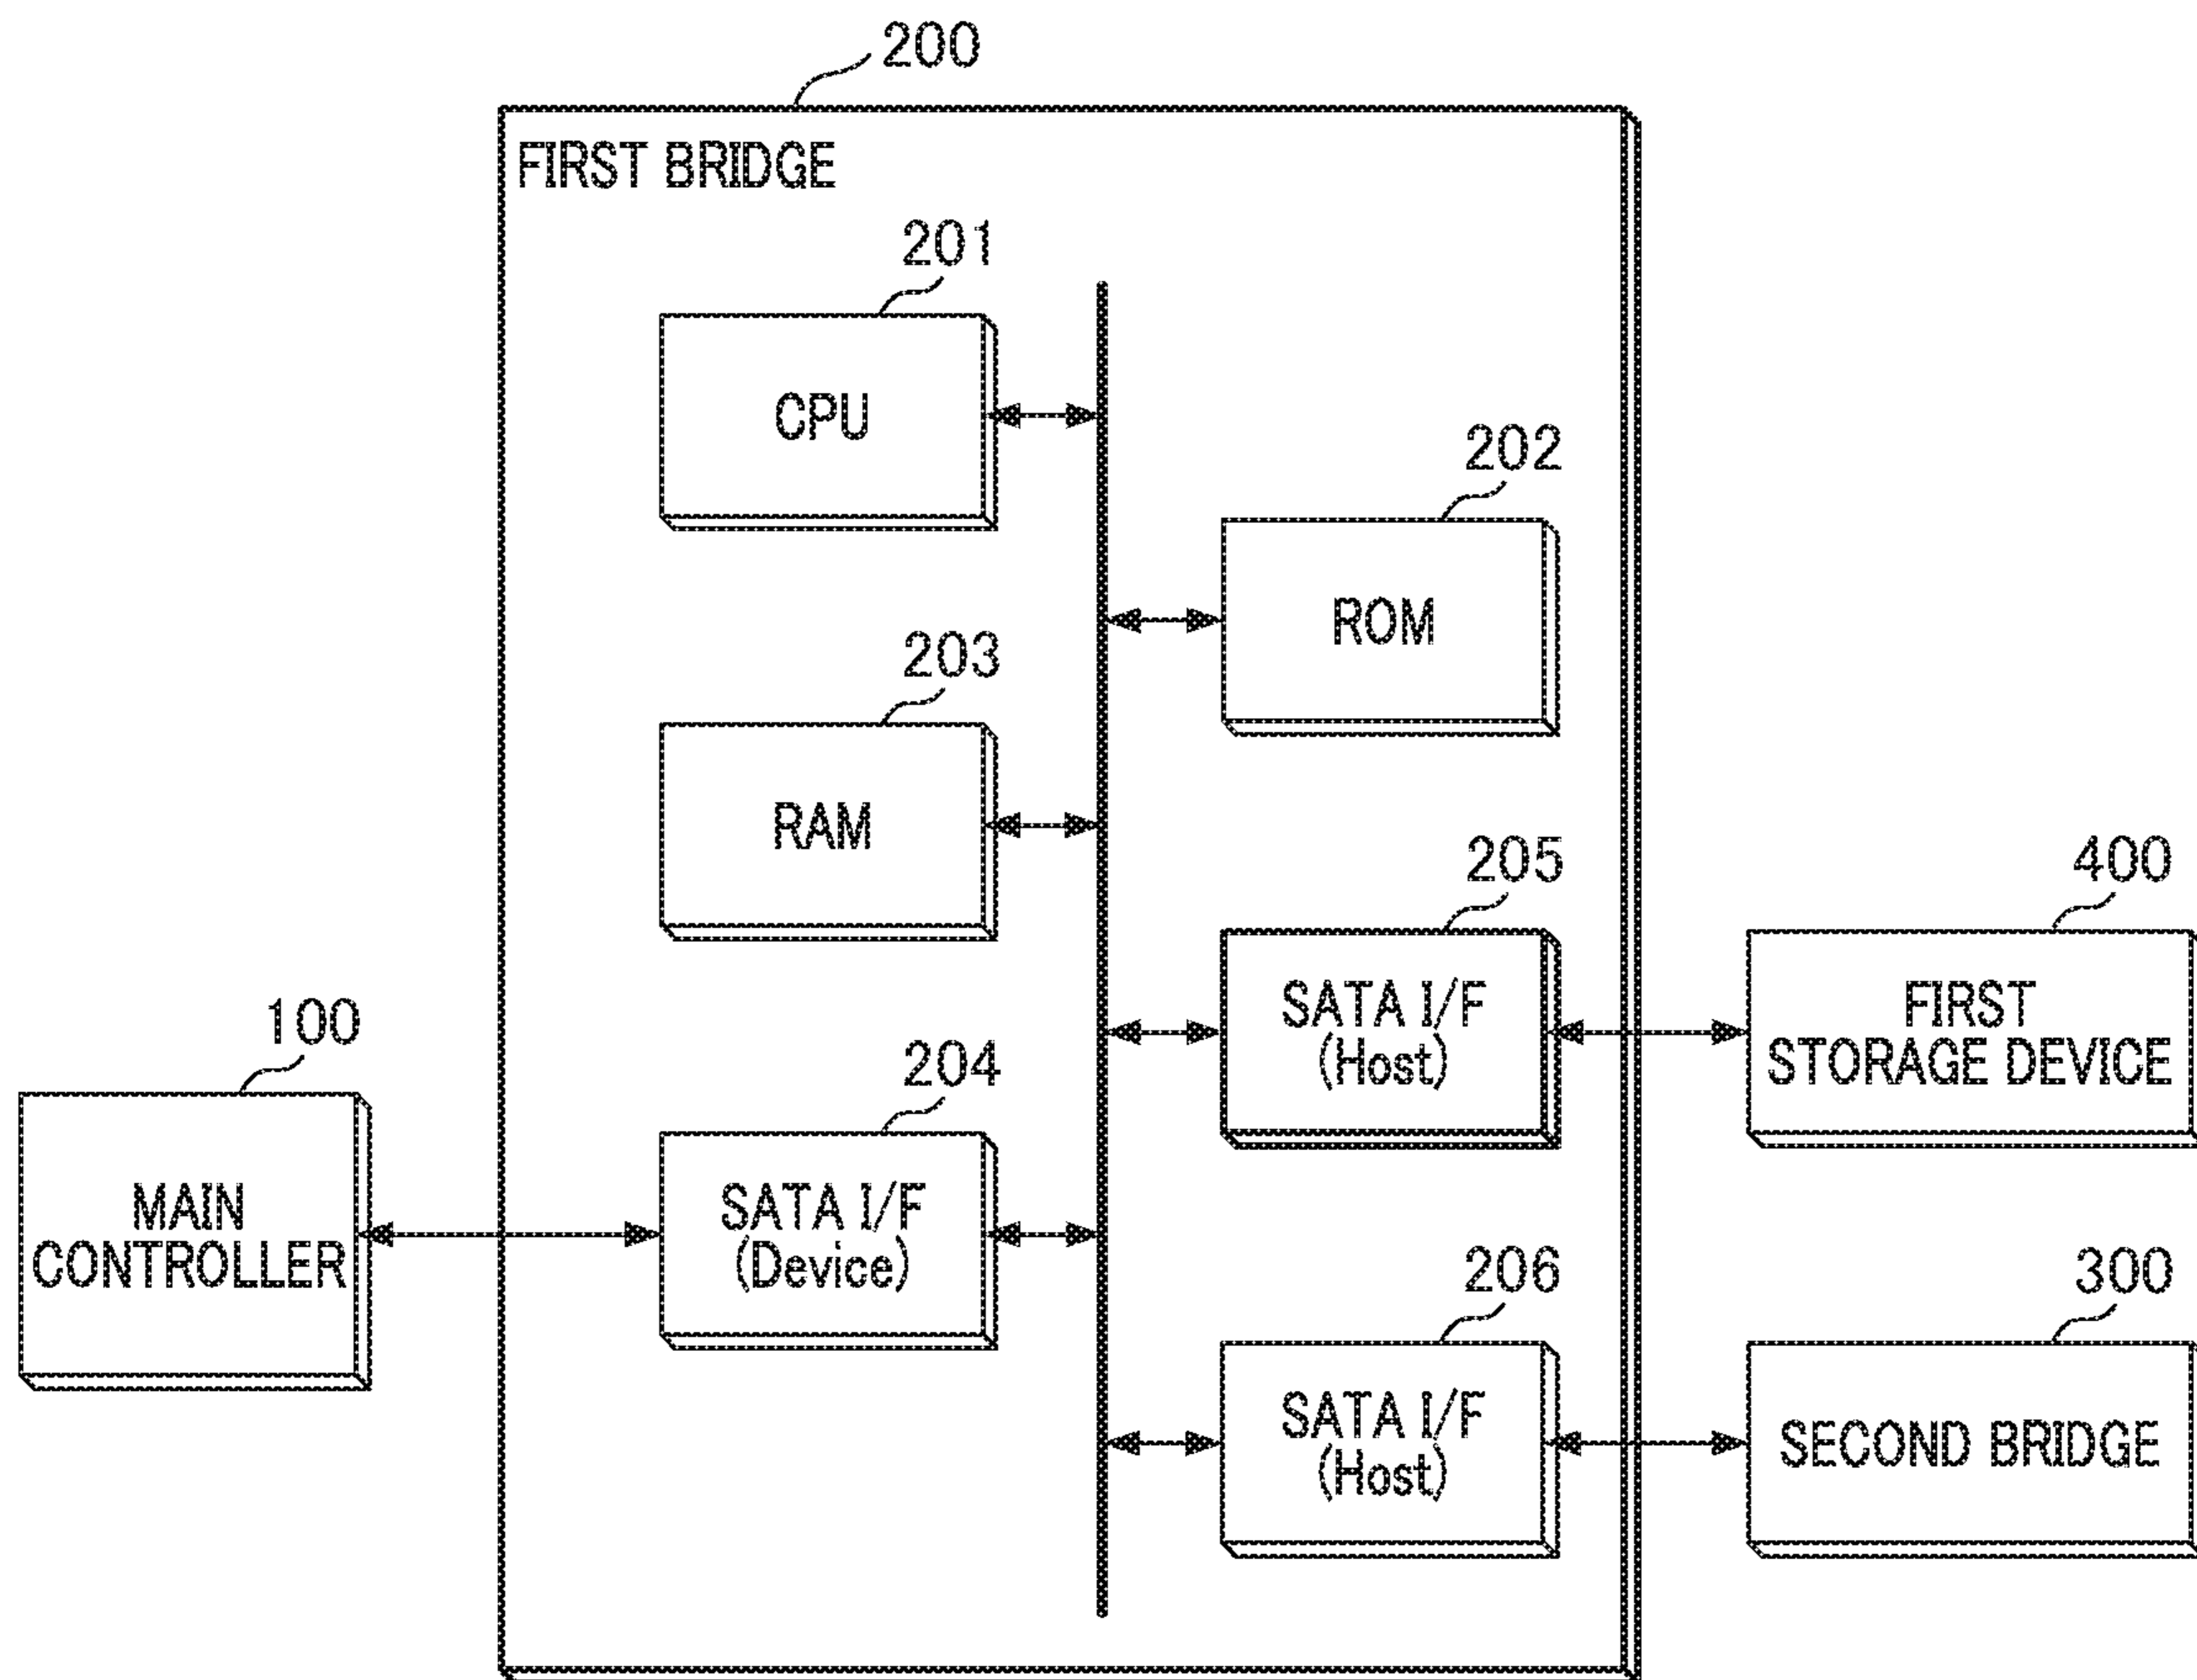 200
FIRST BRIDGE
201
CPU
202
ROM
203
RAM
205
SATA I/F
(Host)
400
FIRST
STORAGE DEVICE
100
MAIN
CONTROLLER
204
SATA I/F
(Device)
206
SATA I/F
(Host)
300
SECOND BRIDGE